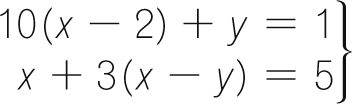 10(x − 2) + y = 1
x + 3(x − y) = 5